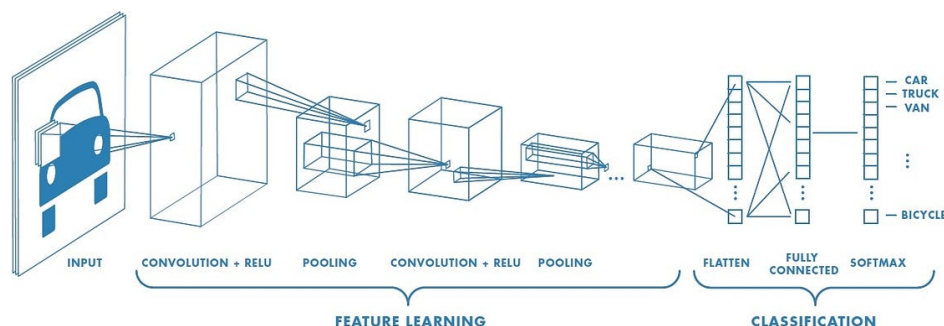 CAR
TRUCK
VAN
BICYCLE
INPUT
CONVOLUTION + RELU
POOLING
CONVOLUTION + RELU
POOLING
FLATTEN
FULLY
CONNECTED
SOFTMAX
FEATURE LEARNING
CLASSIFICATION